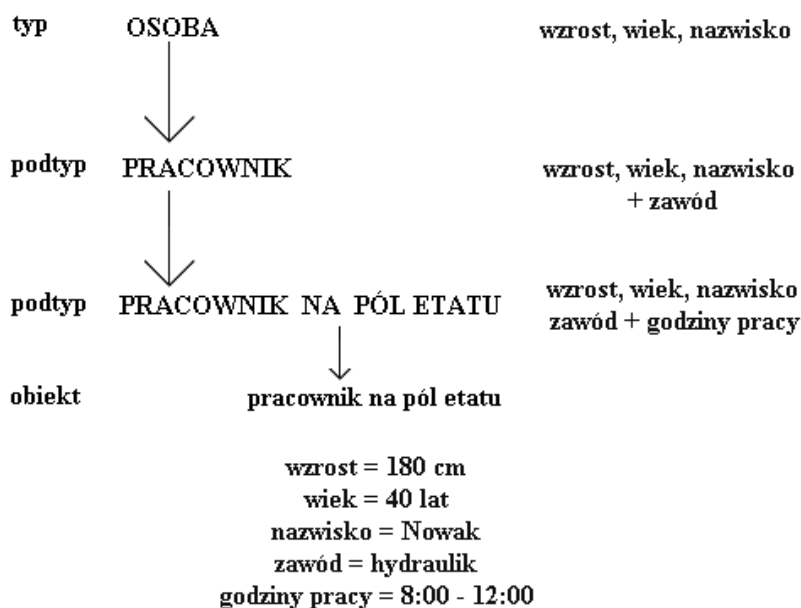 typ OSOBA wzrost, wiek, nazwisko
podtyp PRACOWNIK wzrost, wiek, nazwisko
+ zawód
podtyp PRACOWNIK NA PÓL ETATU wzrost, wiek, nazwisko
zawód + godziny pracy
obiekt pracownik na pól etatu
wzrost = 180 cm
wiek = 40 lat
nazwisko = Nowak
zawód = hydraulik
godziny pracy = 8:00 - 12:00